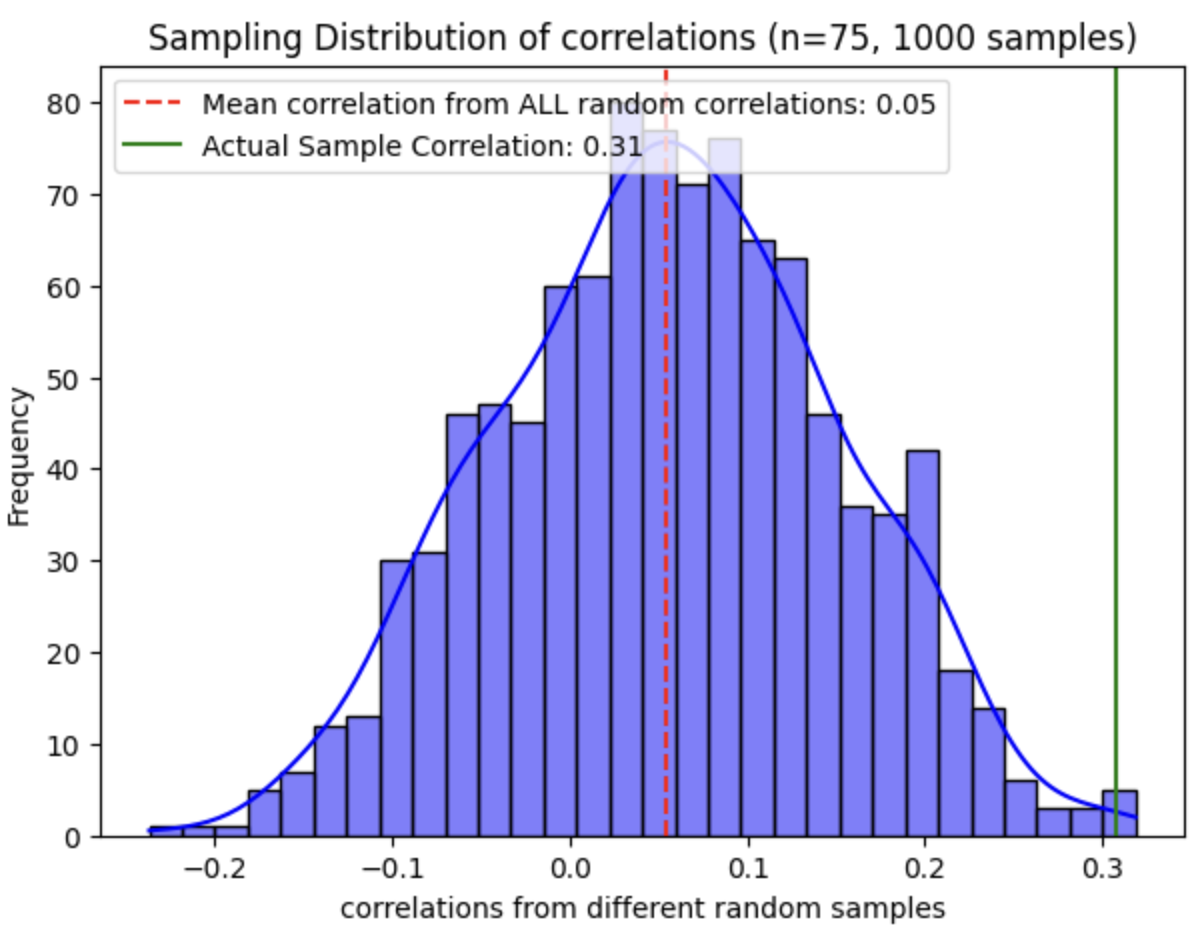 Sampling Distribution of correlations (n=75, 1000 samples)
Mean correlation from ALL random correlations: 0.05
Actual Sample Correlation: 0.31
Frequency
80
70
60
50
40
30
20
10
0
−0.2 −0.1 0.0 0.1 0.2 0.3
correlations from different random samples